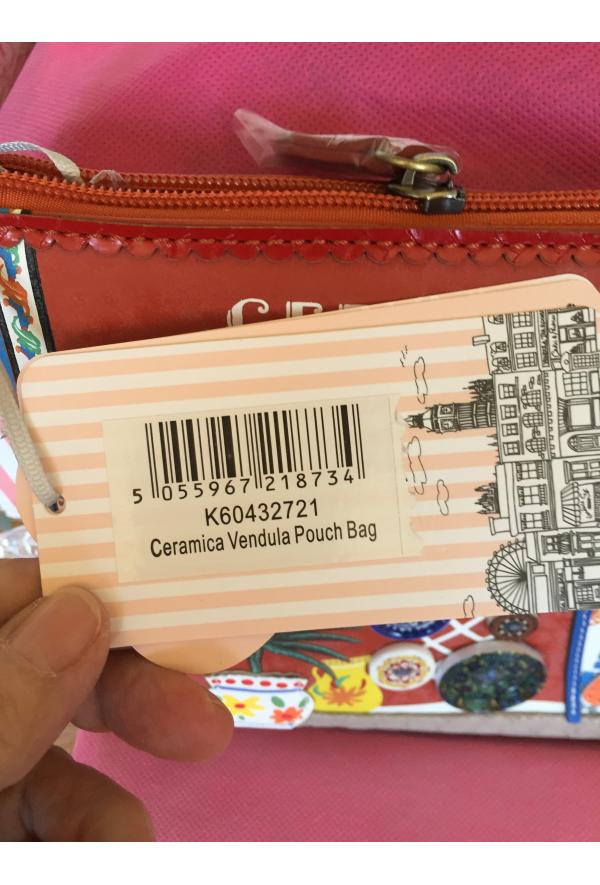 5 055967 218734
K60432721
Ceramica Vendula Pouch Bag